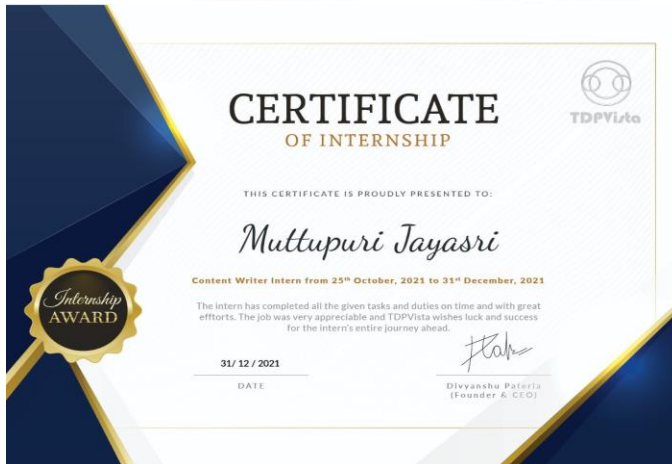 CERTIFICATE
OF INTERNSHIP
TDPVista
THIS CERTIFICATE IS PROUDLY PRESENTED TO:
Muttupuri Jayasri
Content Writer Intern from 25th October, 2021 to 31st December, 2021
The intern has completed all the given tasks and duties on time and with great
efftorts. The job was very appreciable and TDPVista wishes luck and success
for the intern's entire journey ahead.
Internship
AWARD
31/ 12 / 2021
DATE
Divyanshu Pateria
(Founder & CEO)